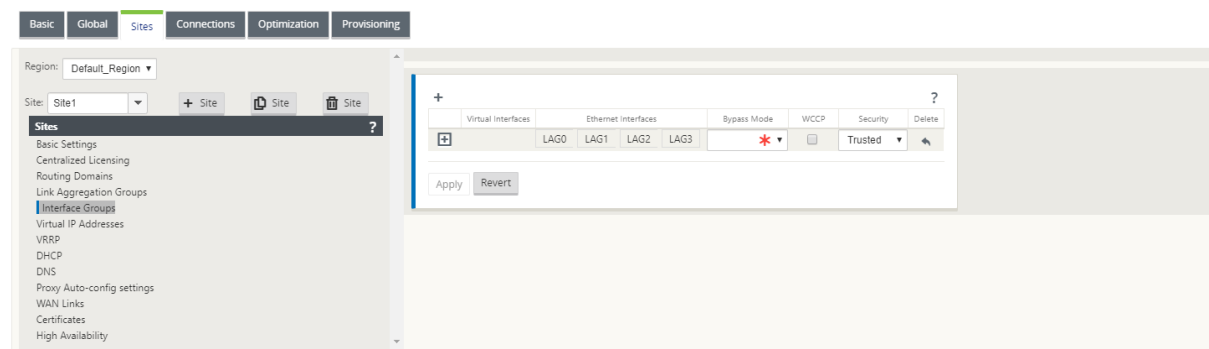 Basic Global Sites Connections Optimization Provisioning
Region: Default_Region
Site: Site1 + Site Site Site
Sites ?
Basic Settings
Centralized Licensing
Routing Domains
Link Aggregation Groups
Interface Groups
Virtual IP Addresses
VRRP
DHCP
DNS
Proxy Auto-config settings
WAN Links
Certificates
High Availability
+ ?
Virtual Interfaces Ethernet Interfaces Bypass Mode WCCP Security Delete
+ LAG0 LAG1 LAG2 LAG3 * Trusted
Apply Revert